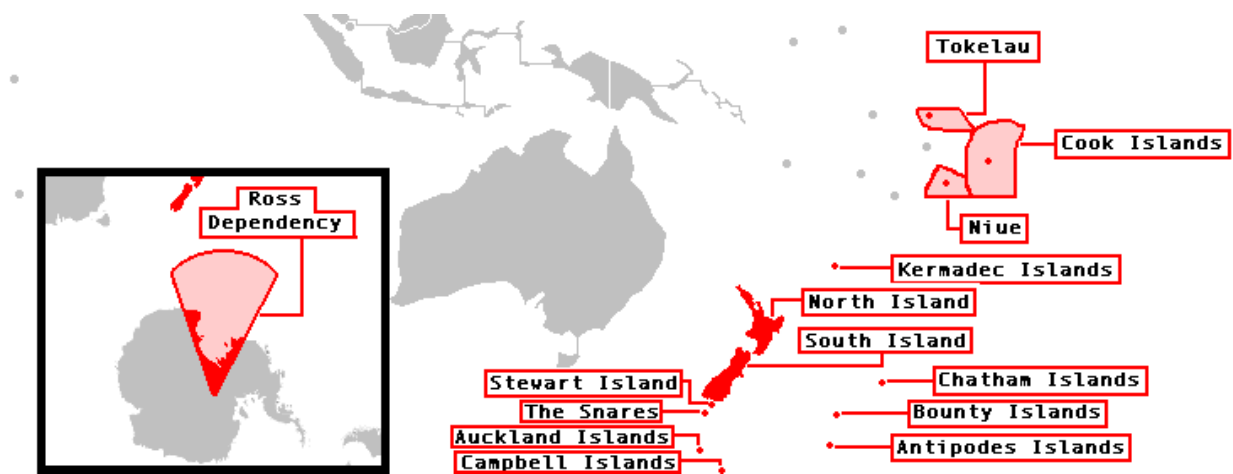 Tokelau
Cook Islands
Ross
Dependency
Niue
Kermadec Islands
North Island
South Island
Stewart Island
Chatham Islands
The Snares
Bounty Islands
Auckland Islands
Antipodes Islands
Campbell Islands